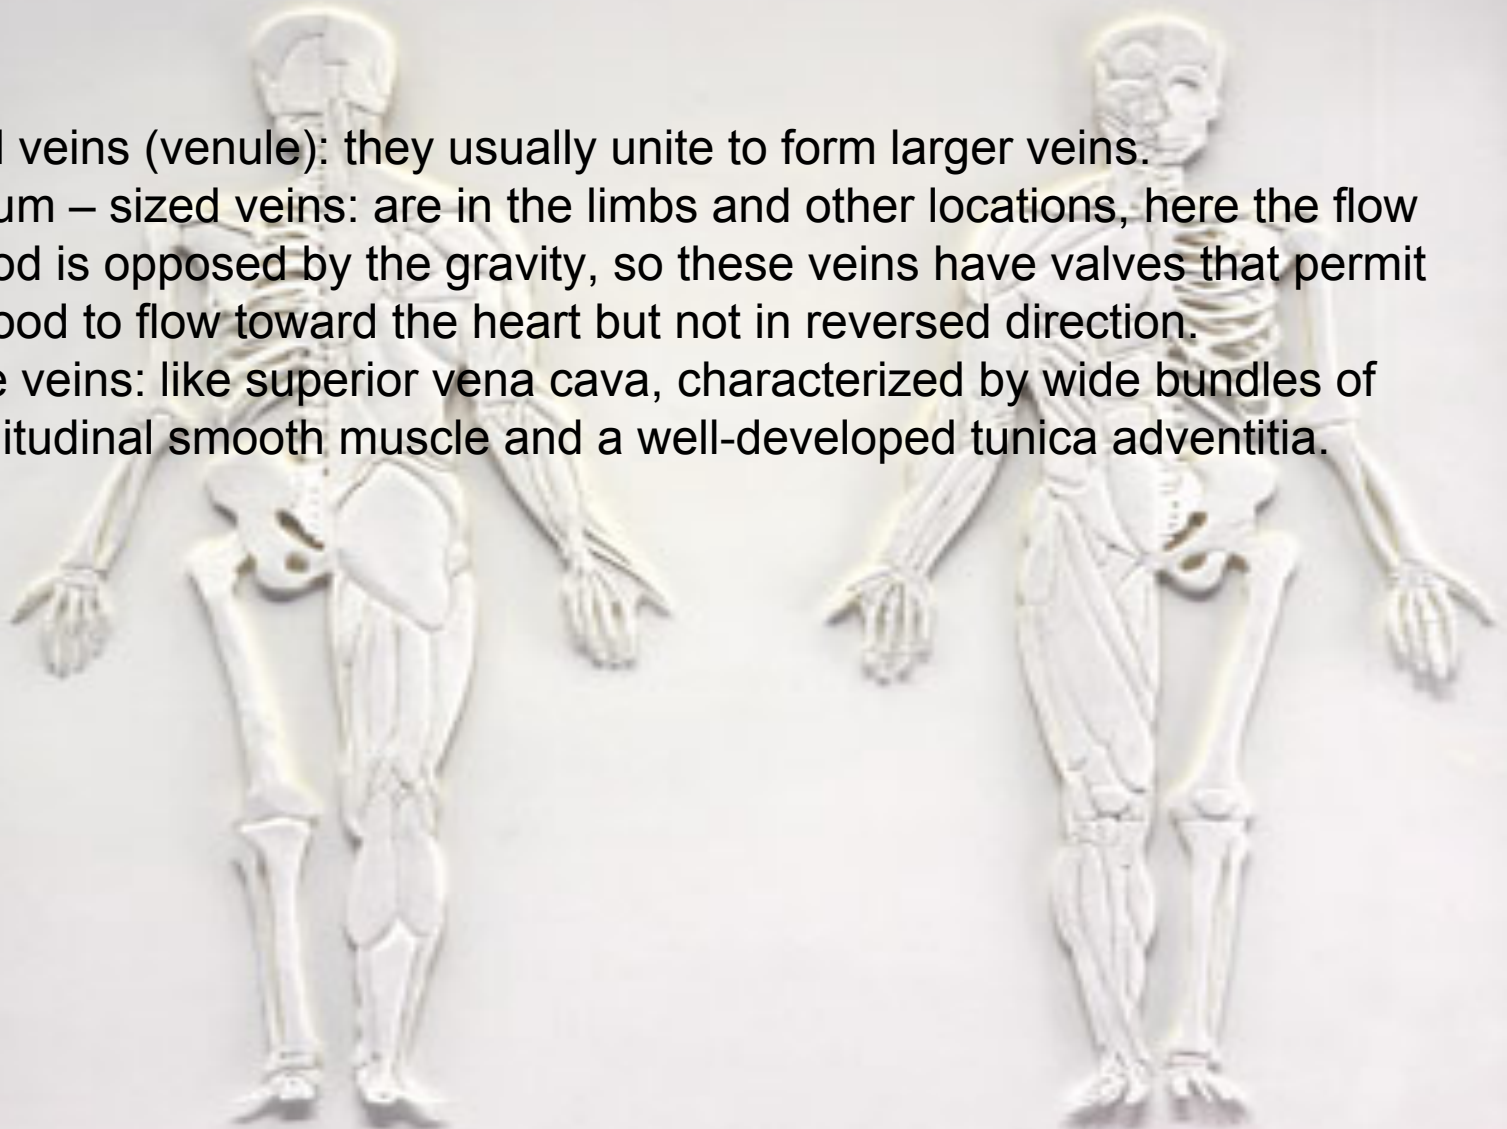 l veins (venule): they usually unite to form larger veins.
um – sized veins: are in the limbs and other locations, here the flow
od is opposed by the gravity, so these veins have valves that permit
ood to flow toward the heart but not in reversed direction.
e veins: like superior vena cava, characterized by wide bundles of
itudinal smooth muscle and a well-developed tunica adventitia.